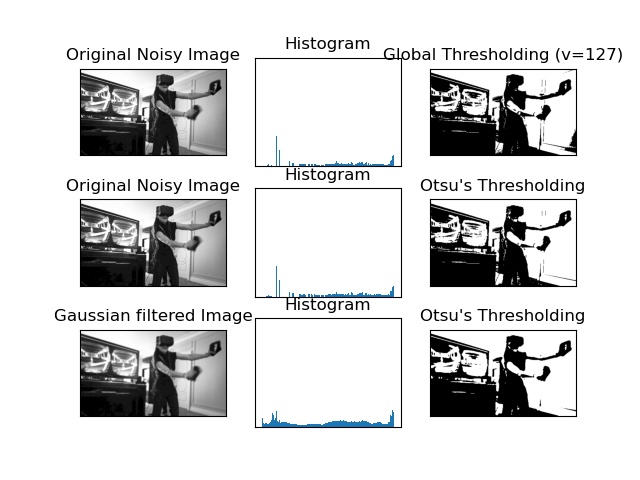 Original Noisy Image
Histogram
Global Thresholding (v=127)
Original Noisy Image
Histogram
Otsu's Thresholding
Gaussian filtered Image
Histogram
Otsu's Thresholding